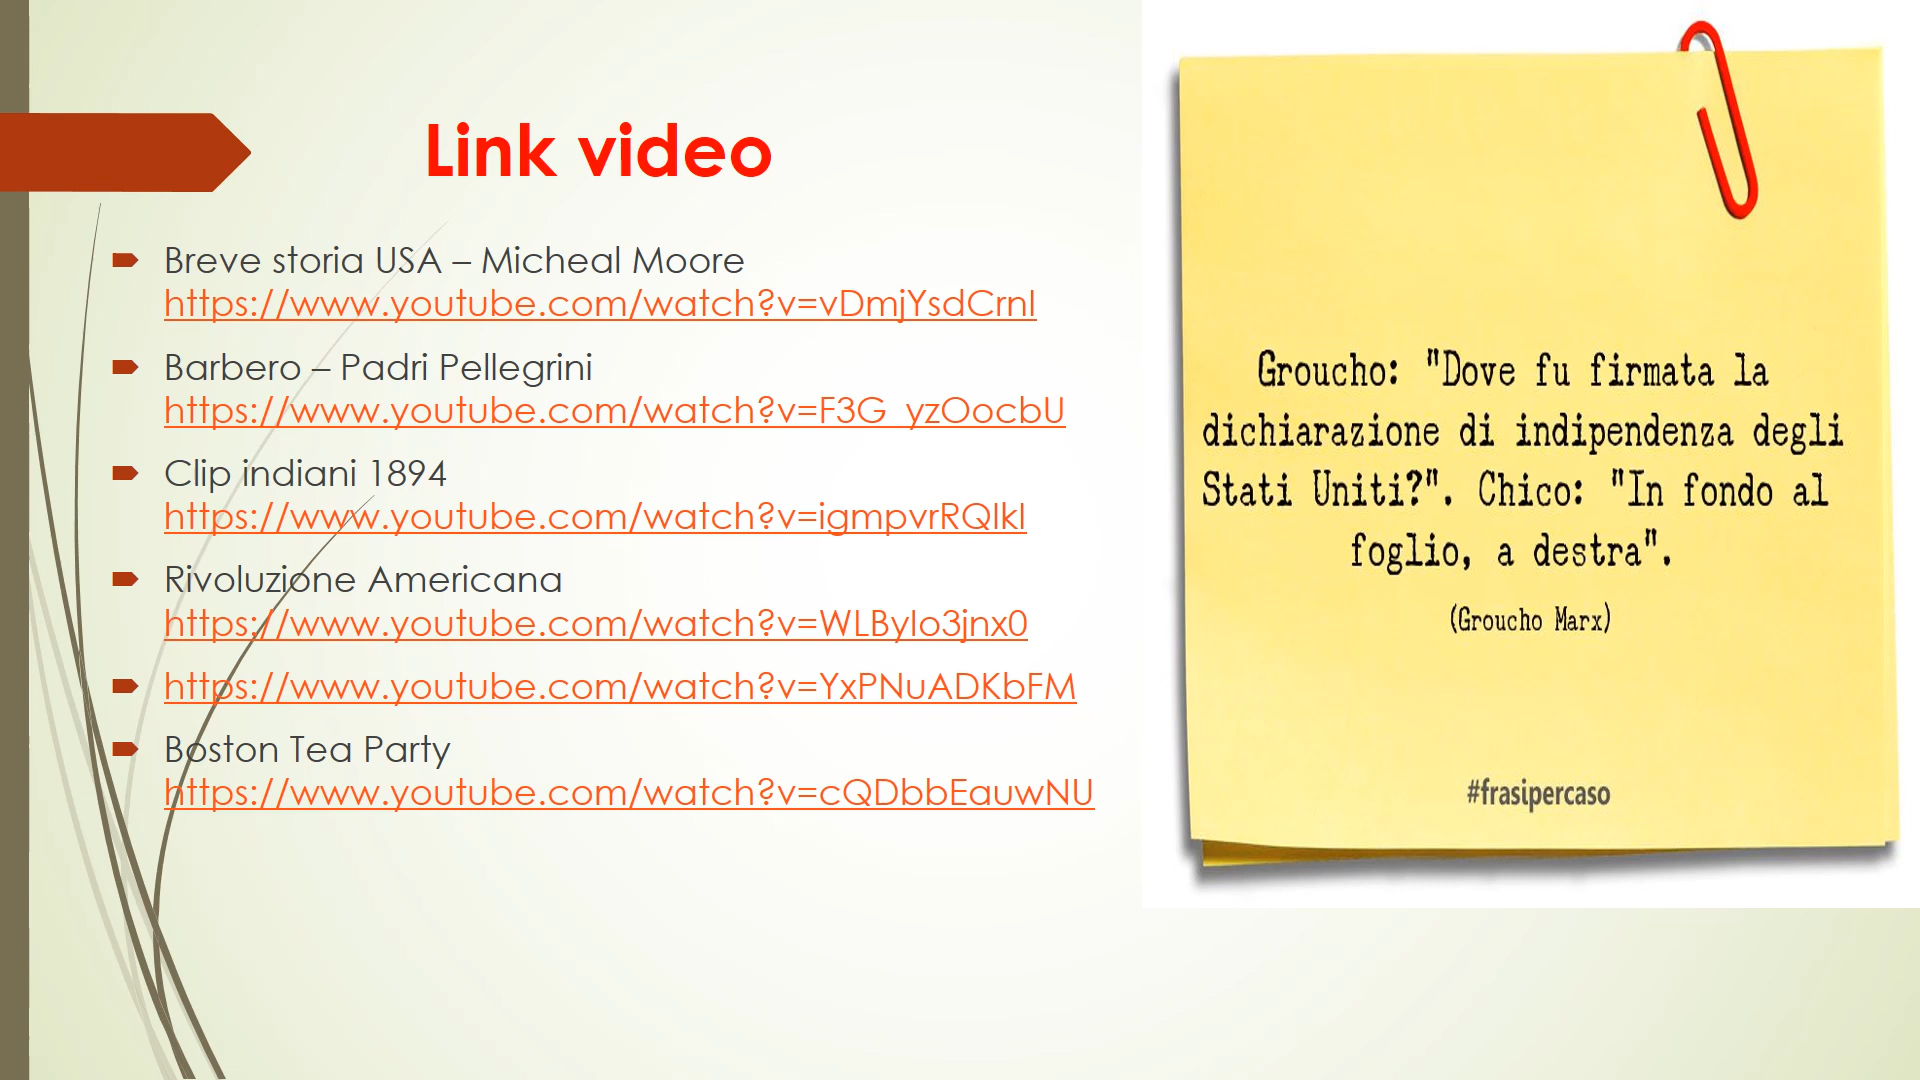 Link video
Breve storia USA – Micheal Moore
https://www.youtube.com/watch?v=vDmjYsdCrnI
Barbero – Padri Pellegrini
https://www.youtube.com/watch?v=F3G_yzOocbU
Clip indiani 1894
https://www.youtube.com/watch?v=igmpvrRQIkI
Rivoluzione Americana
https://www.youtube.com/watch?v=WLByIo3jnx0
https://www.youtube.com/watch?v=YxPNuADKbFM
Boston Tea Party
https://www.youtube.com/watch?v=cQDbbEauwNU
Groucho: "Dove fu firmata la
dichiarazione di indipendenza degli
Stati Uniti?". Chico: "In fondo al
foglio, a destra".
(Groucho Marx)
#frasipercaso